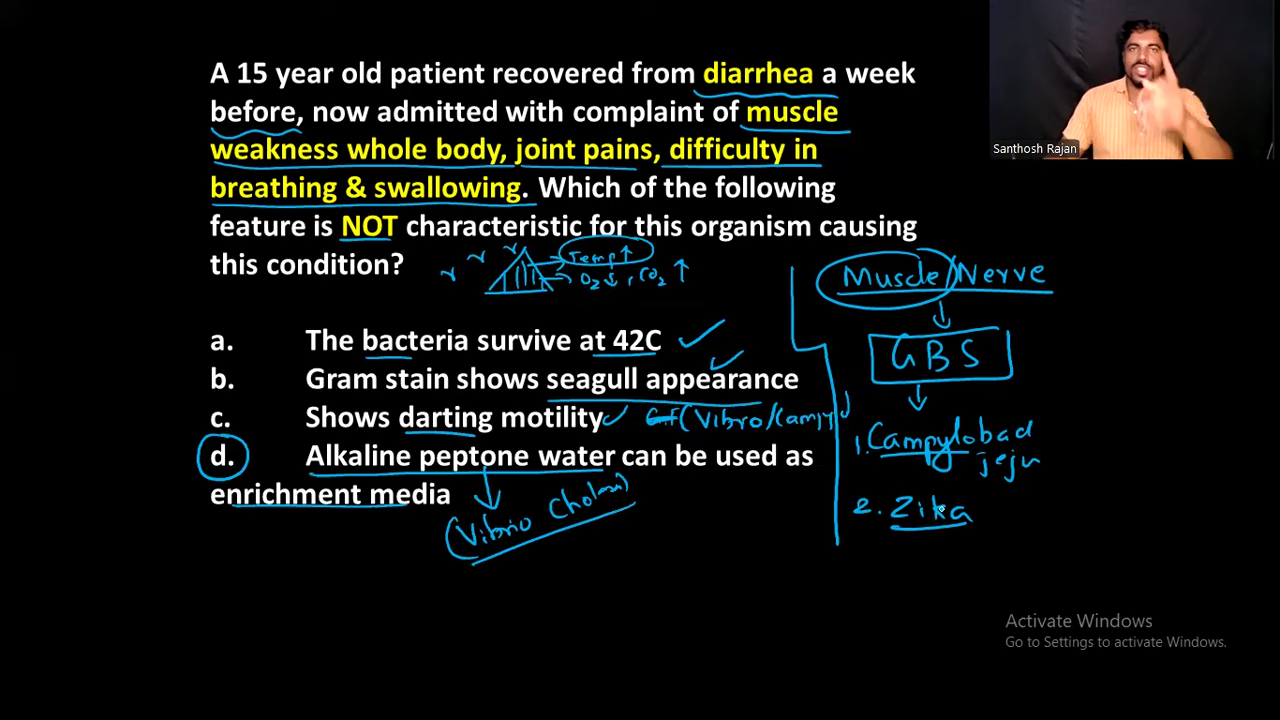 A 15 year old patient recovered from diarrhea a week
before, now admitted with complaint of muscle
weakness whole body, joint pains, difficulty in
breathing & swallowing. Which of the following
feature is NOT characteristic for this organism causing
this condition?
Temp ↑
O2 ↓, CO2 ↑
a. The bacteria survive at 42C
b. Gram stain shows seagull appearance
c. Shows darting motility (Vibro/Campy)
d. Alkaline peptone water can be used as
enrichment media
(Vibrio
Muscle/Nerve
GBS
1. Campylobad
jeju
2. Zika
Santhosh Rajan
Activate Windows
Go to Settings to activate Windows.